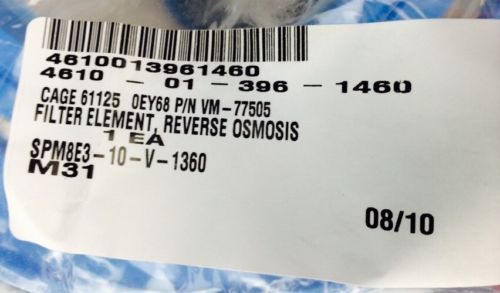 4610013961460
4610 - 01 - 396 - 1460
CAGE 61125 0EY68 P/N VM-77505
FILTER ELEMENT, REVERSE OSMOSIS
1 EA
SPM8E3-10-V-1360
M31
08/10